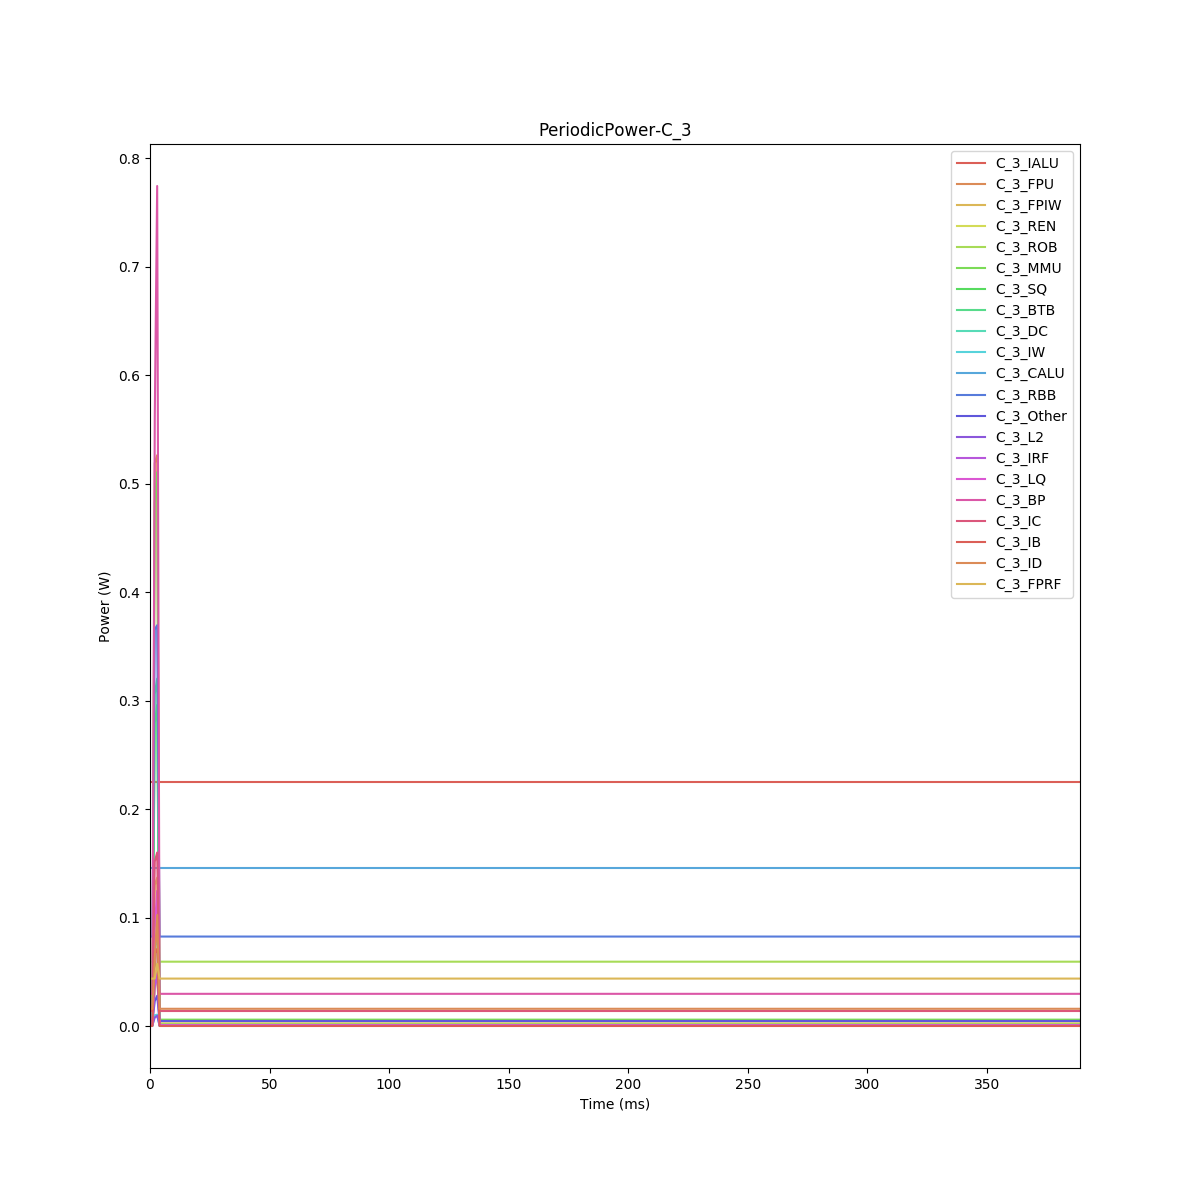 PeriodicPower-C_3
0.8
0.7
0.6
0.5
0.4
0.3
0.2
0.1
0.0
Power (W)
C_3_IALU
C_3_FPU
C_3_FPIW
C_3_REN
C_3_ROB
C_3_MMU
C_3_SQ
C_3_BTB
C_3_DC
C_3_IW
C_3_CALU
C_3_RBB
C_3_Other
C_3_L2
C_3_IRF
C_3_LQ
C_3_BP
C_3_IC
C_3_IB
C_3_ID
C_3_FPRF
0 50 100 150 200 250 300 350
Time (ms)